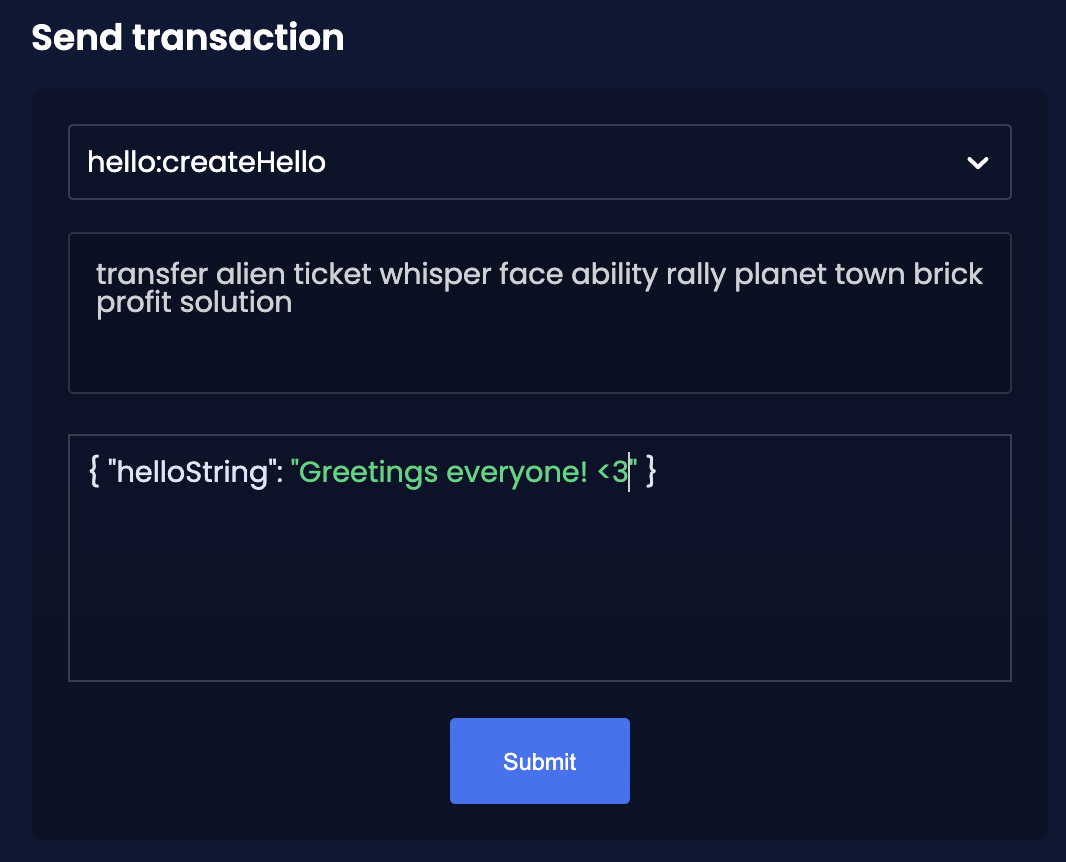 Send transaction
hello:createHello
transfer alien ticket whisper face ability rally planet town brick
profit solution
{ "helloString": "Greetings everyone! <3" }
Submit